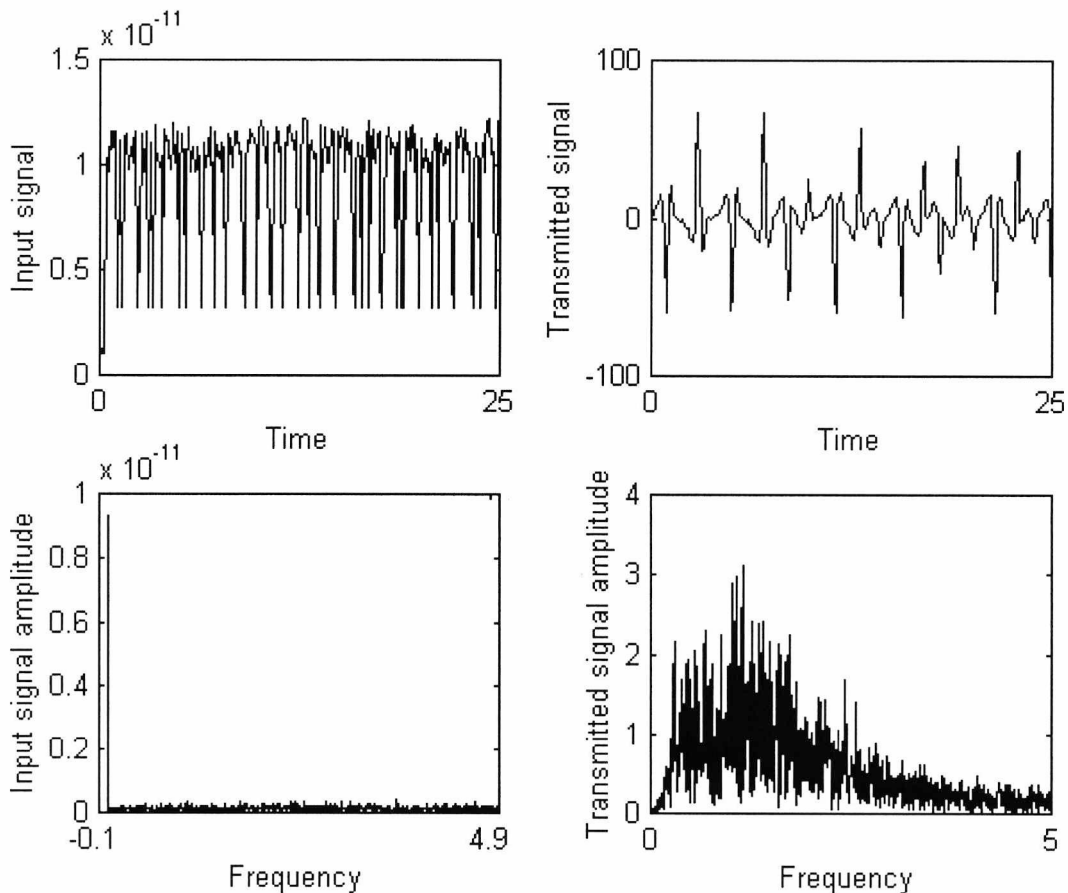 x 10⁻¹¹
1.5
1
0.5
0
Input signal
0
25
Time
100
0
-100
Transmitted signal
0
25
Time
x 10⁻¹¹
1
0.8
0.6
0.4
0.2
0
Input signal amplitude
-0.1
4.9
Frequency
4
3
2
1
0
Transmitted signal amplitude
0
5
Frequency